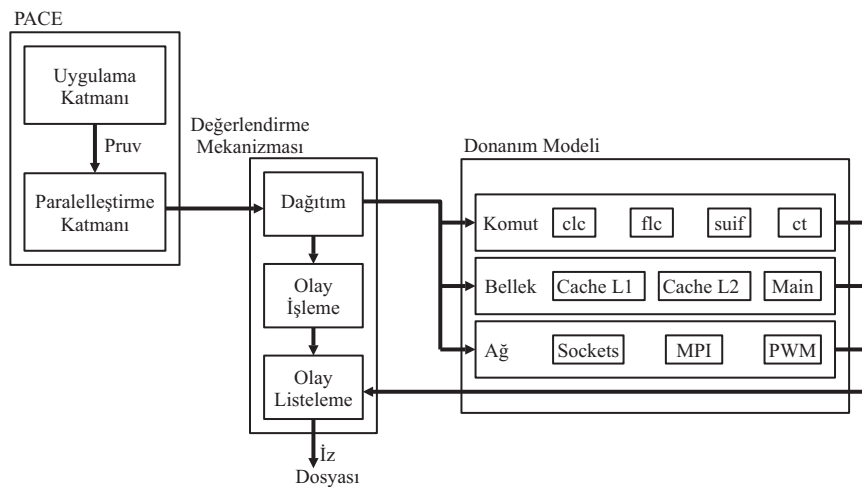 PACE
Uygulama
Katmanı
Pruv
Paralelleştirme
Katmanı
Değerlendirme
Mekanizması
Dağıtım
Olay
İşleme
Olay
Listeleme
İz
Dosyası
Donanım Modeli
Komut clc flc suif ct
Bellek Cache L1 Cache L2 Main
Ağ Sockets MPI PWM